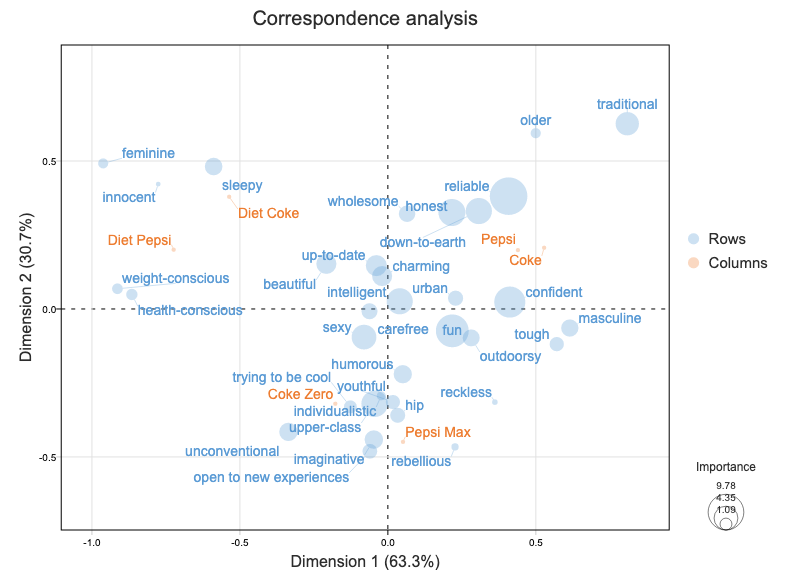 Correspondence analysis
traditional
older
feminine
0.5
innocent
sleepy
Diet Coke
reliable
wholesome
honest
down-to-earth
Pepsi
Coke
Rows
Columns
Diet Pepsi
up-to-date
charming
weight-conscious
beautiful
intelligent
urban
confident
health-conscious
0.0
Dimension 2 (30.7%)
masculine
sexy
carefree
fun
tough
outdoorsy
humorous
trying to be cool
youthful
Coke Zero
reckless
individualistic
hip
upper-class
Pepsi Max
unconventional
imaginative
rebellious
-0.5
open to new experiences
Importance
9.78
4.35
1.09
-1.0
-0.5
0.0
0.5
Dimension 1 (63.3%)